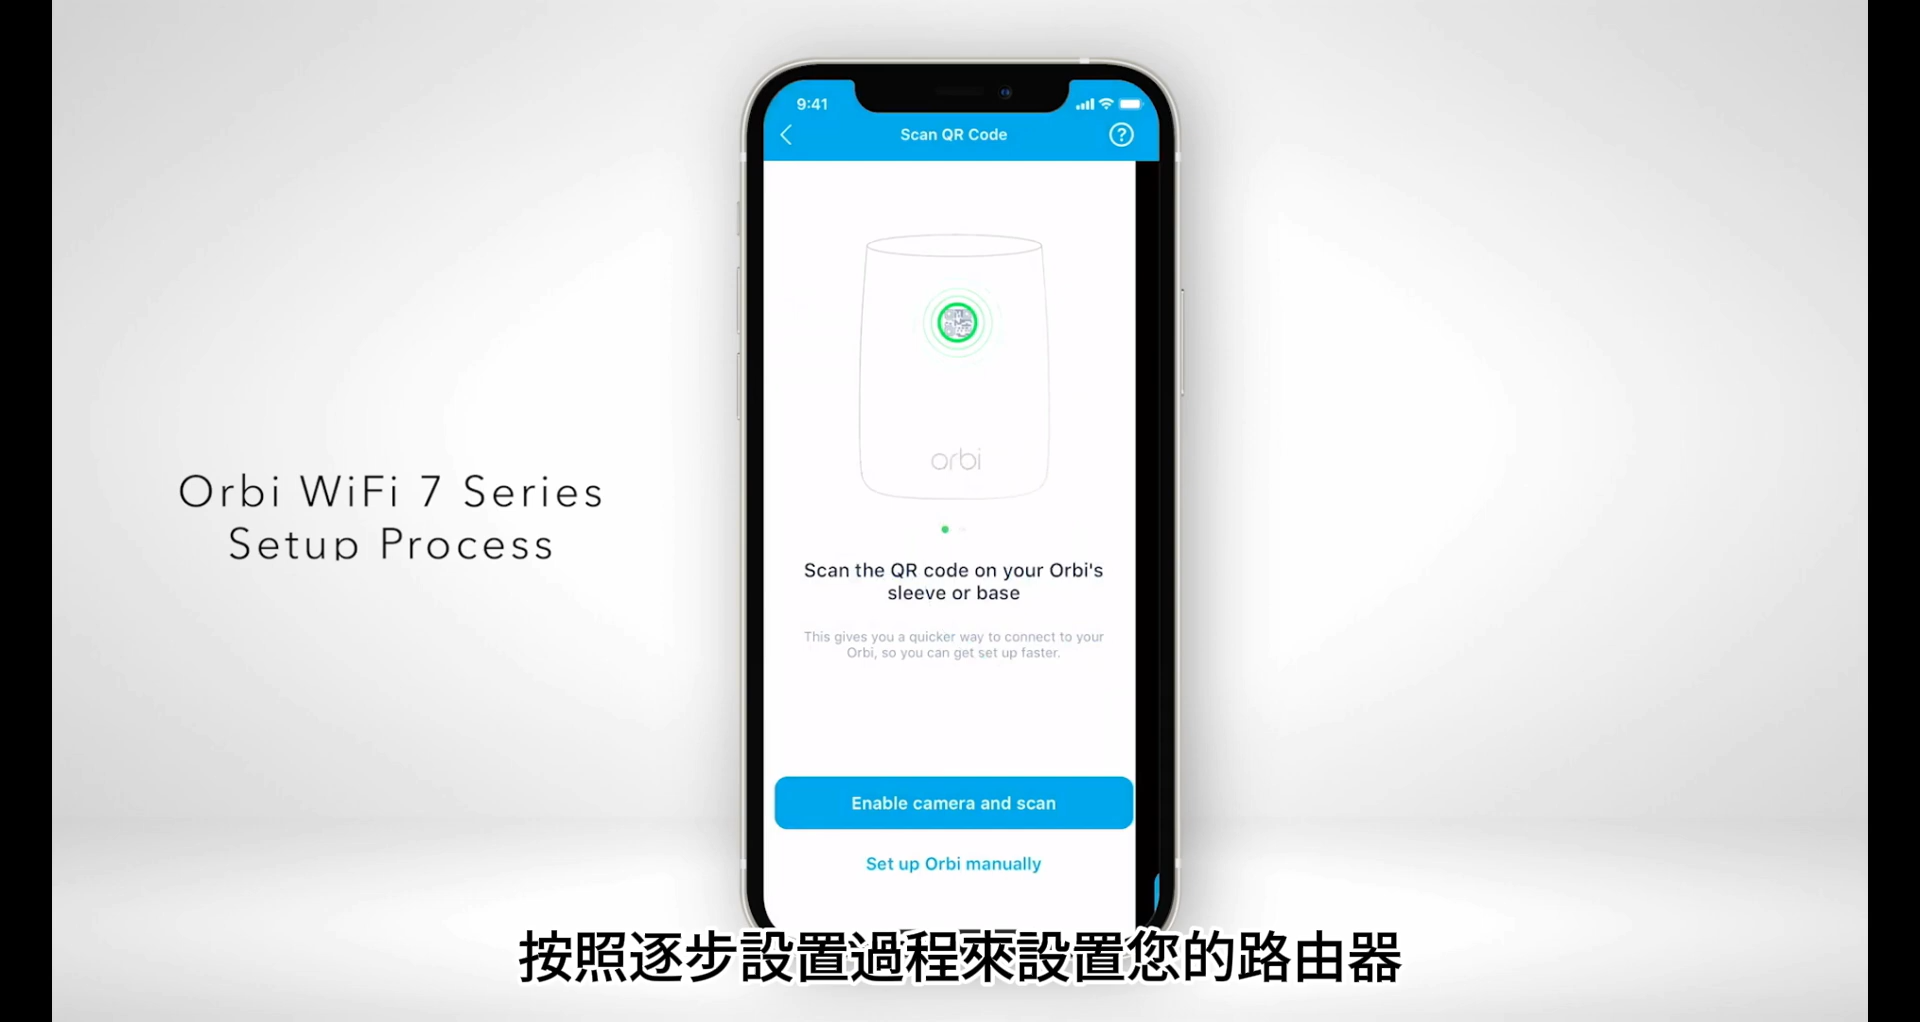 9:41
Scan QR Code
orbi
Orbi WiFi 7 Series
Setup Process
Scan the QR code on your Orbi's
sleeve or base
This gives you a quicker way to connect to your
Orbi, so you can get set up faster.
Enable camera and scan
Set up Orbi manually
按照逐步設置過程來設置您的路由器